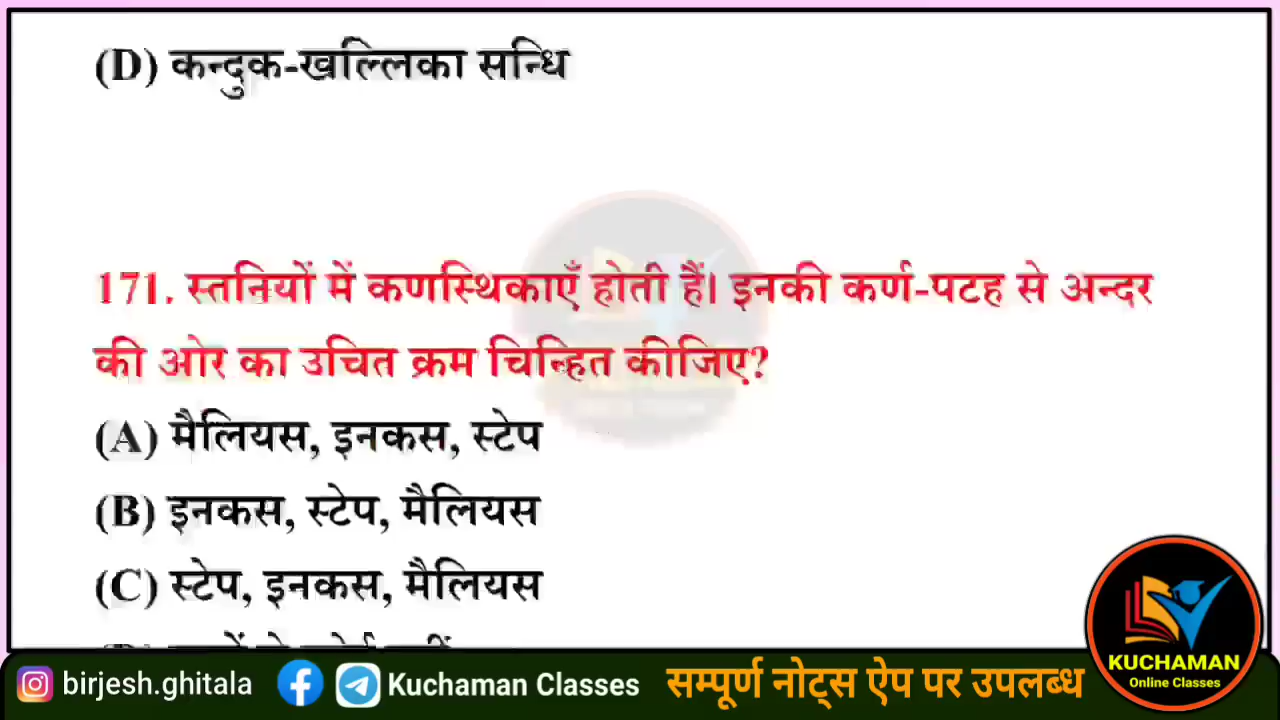 (D) कन्दुक-खल्लिका सन्धि
171. स्तनियों में कणस्थिकाएँ होती हैं। इनकी कर्ण-पटह से अन्दर
की ओर का उचित क्रम चिन्हित कीजिए?
(A) मैलियस, इनकस, स्टेप
(B) इनकस, स्टेप, मैलियस
(C) स्टेप, इनकस, मैलियस
birjesh.ghitala
Kuchaman Classes
सम्पूर्ण नोट्स ऐप पर उपलब्ध
KUCHAMAN
Online Classes